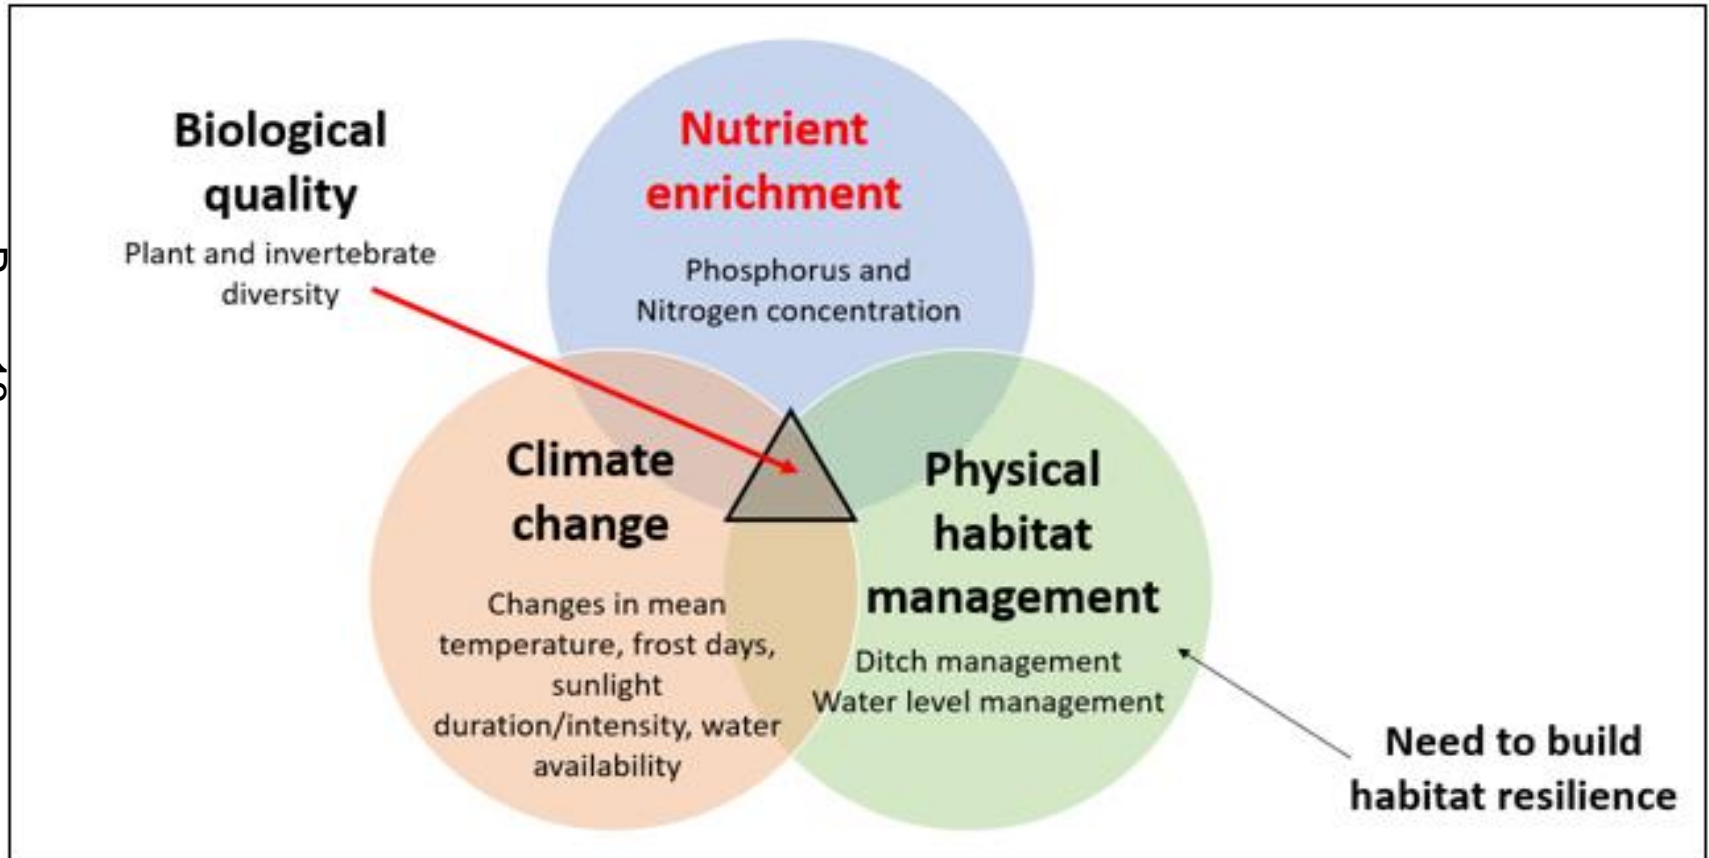 Biological
quality
Plant and invertebrate
diversity
Nutrient
enrichment
Phosphorus and
Nitrogen concentration
Climate
change
Changes in mean
temperature, frost days,
sunlight
duration/intensity, water
availability
Physical
habitat
management
Ditch management
Water level management
Need to build
habitat resilience